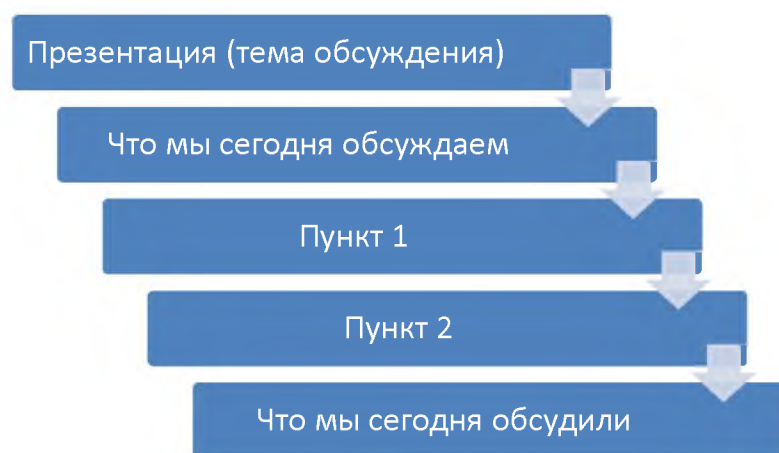 Презентация (тема обсуждения)
Что мы сегодня обсуждаем
Пункт 1
Пункт 2
Что мы сегодня обсудили